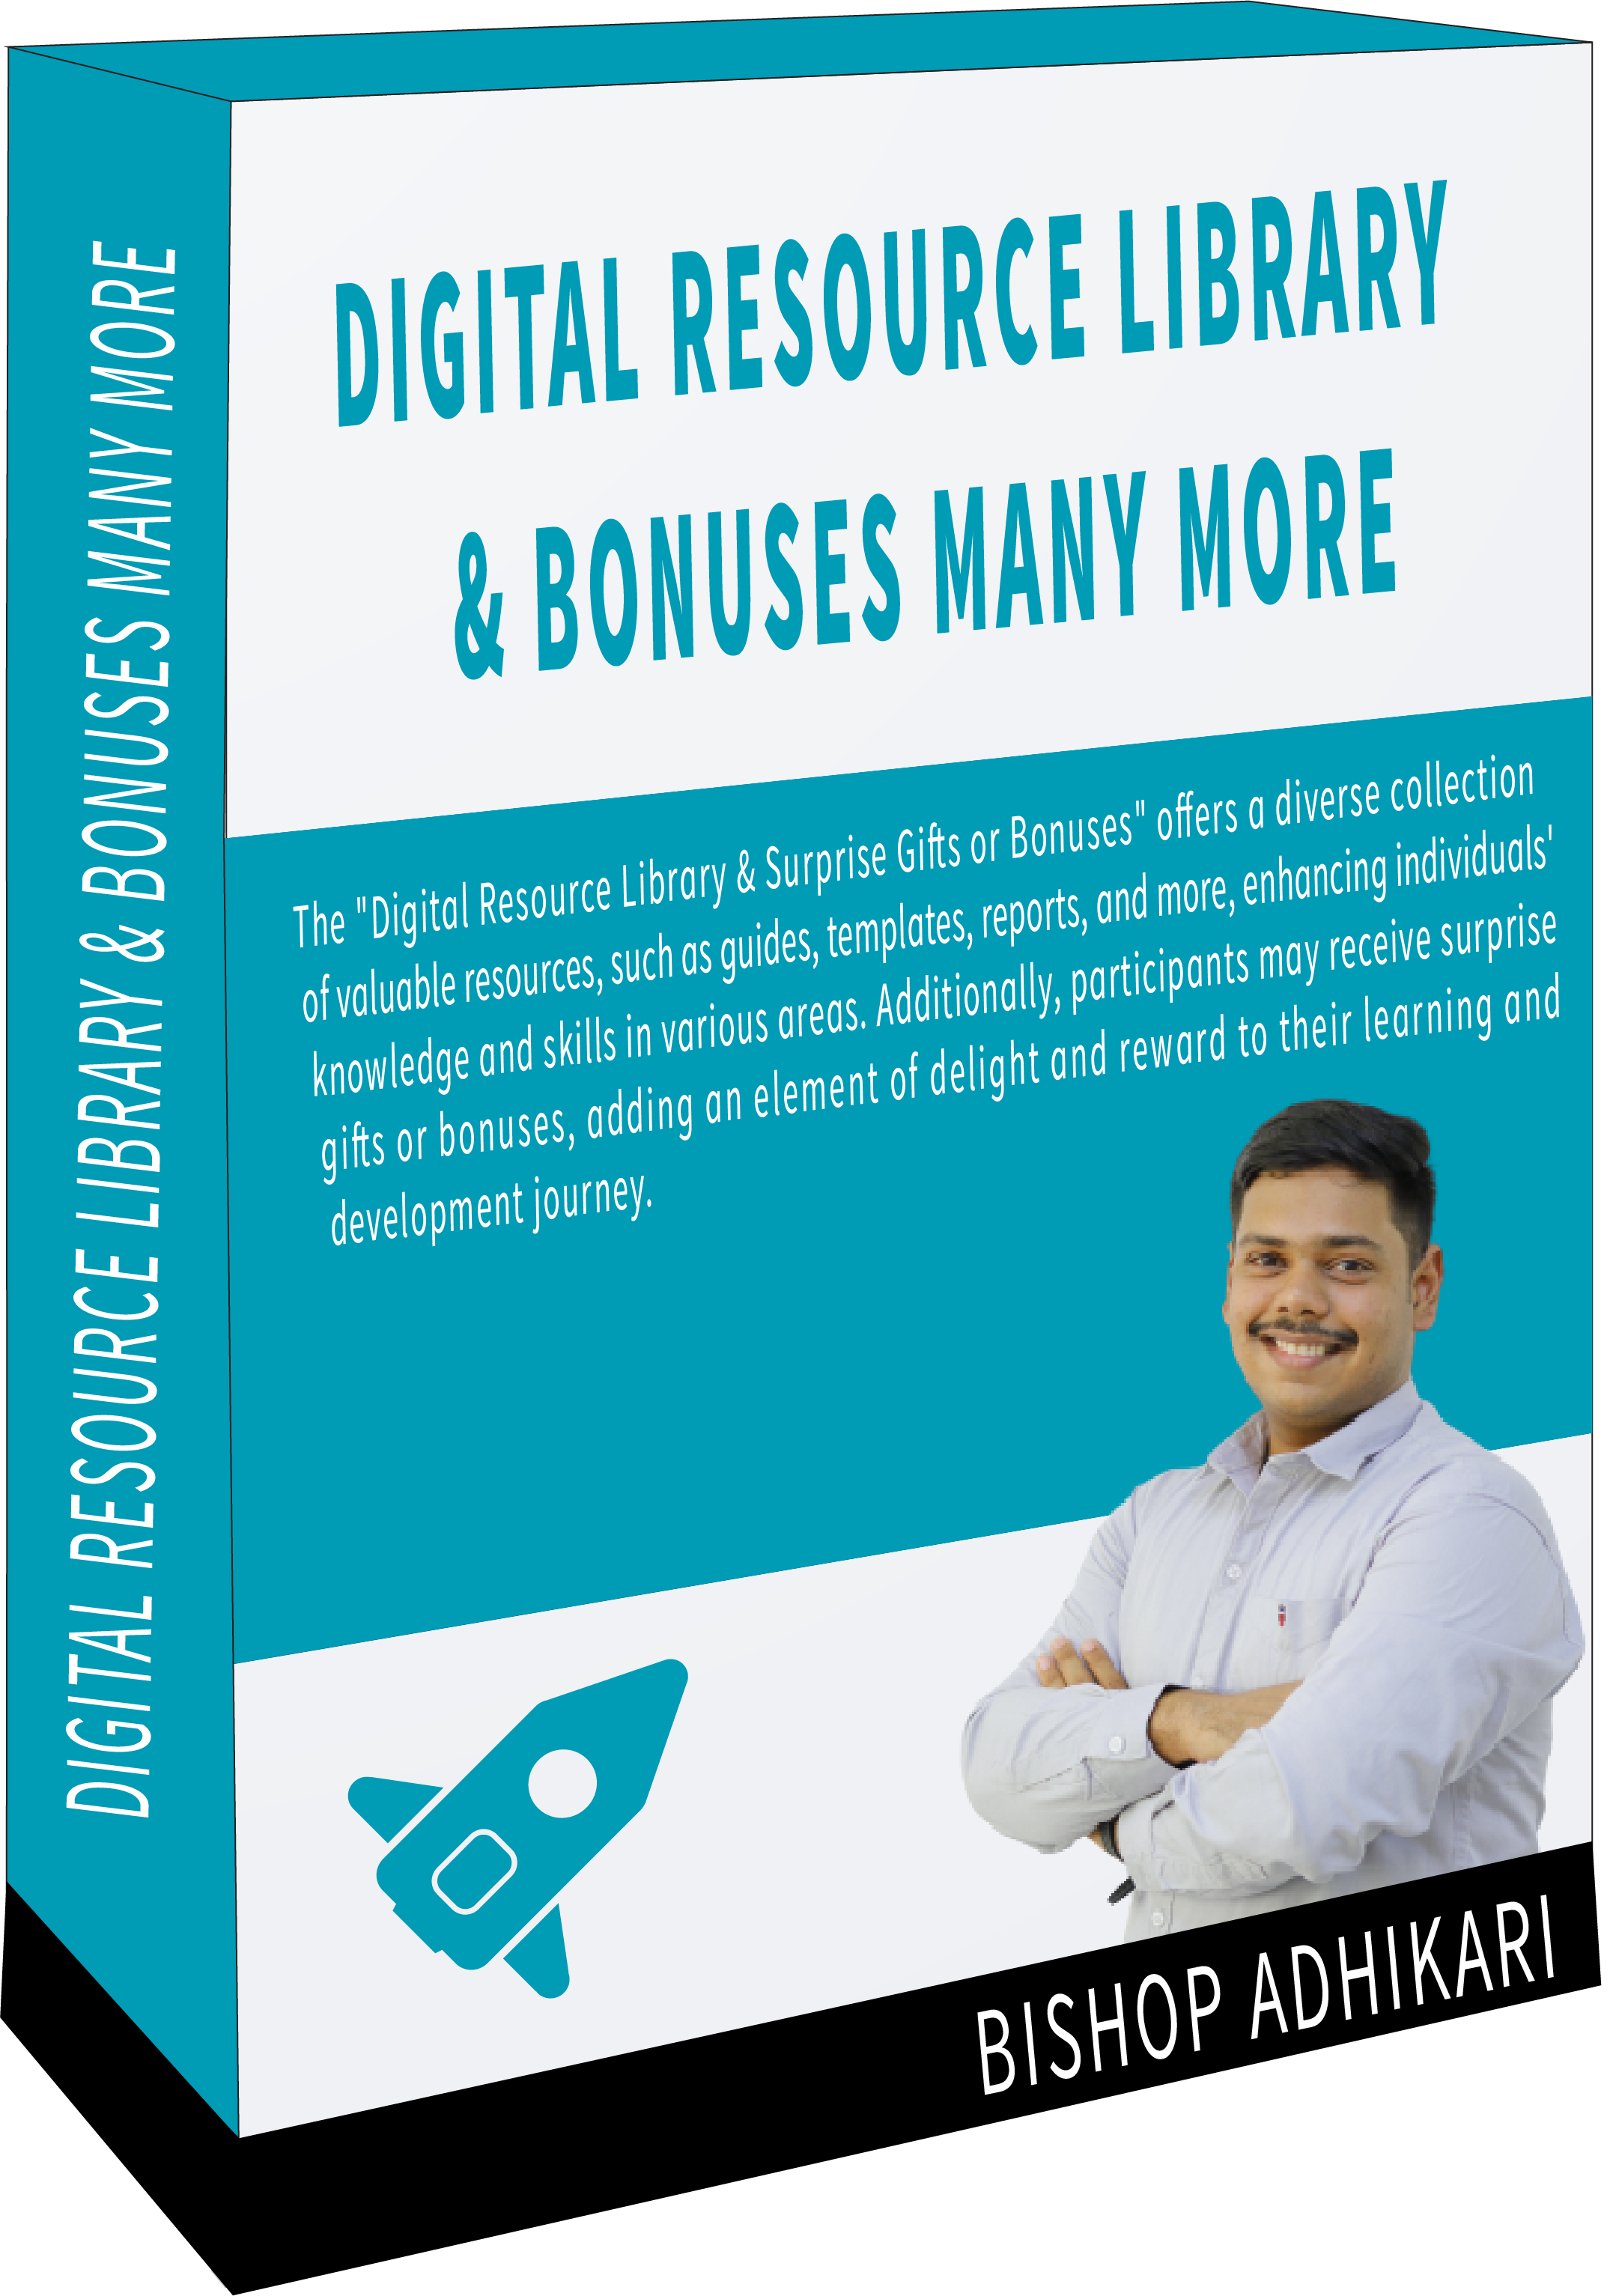 DIGITAL RESOURCE LIBRARY & BONUSES MANY MORE
DIGITAL RESOURCE LIBRARY
& BONUSES MANY MORE
The "Digital Resource Library & Surprise Gifts or Bonuses" offers a diverse collection
of valuable resources, such as guides, templates, reports, and more, enhancing individuals'
knowledge and skills in various areas. Additionally, participants may receive surprise
gifts or bonuses, adding an element of delight and reward to their learning and
development journey.
BISHOP ADHIKARI